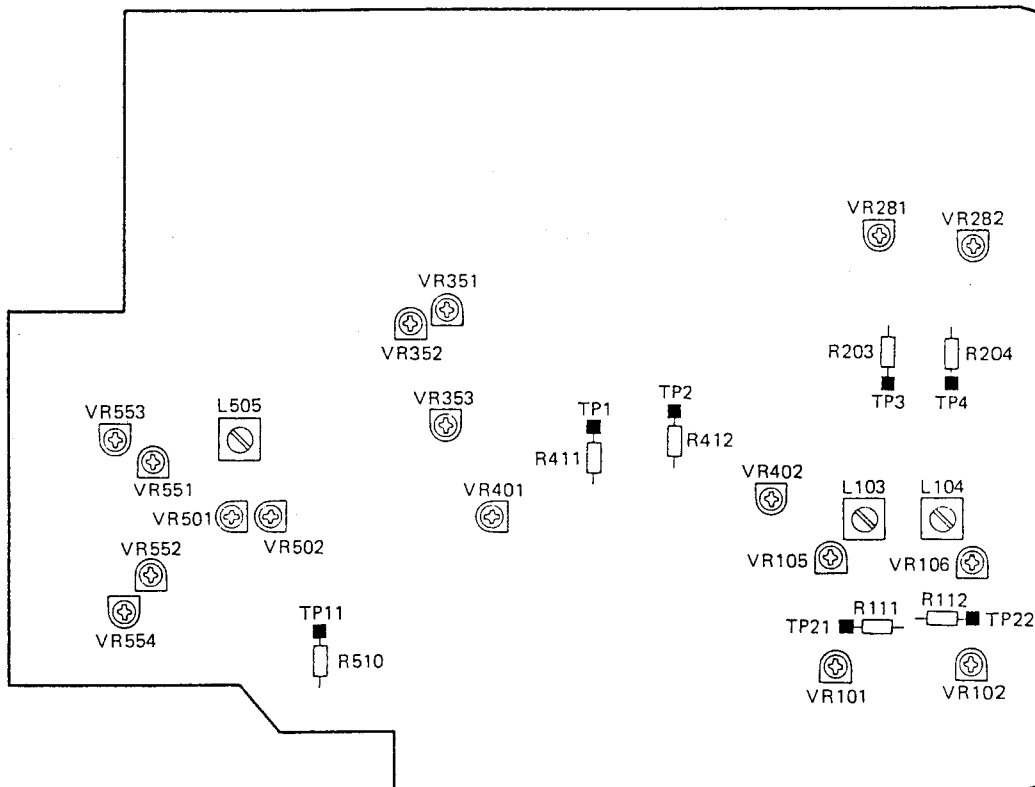 VR281
VR282
VR351
VR352
R203
R204
TP3
TP4
VR353
TP1
TP2
VR553
L505
R411
R412
VR551
VR402
L103
L104
VR501
VR502
VR401
VR552
VR105
VR106
VR554
TP11
R510
R111
R112
TP21
TP22
VR101
VR102